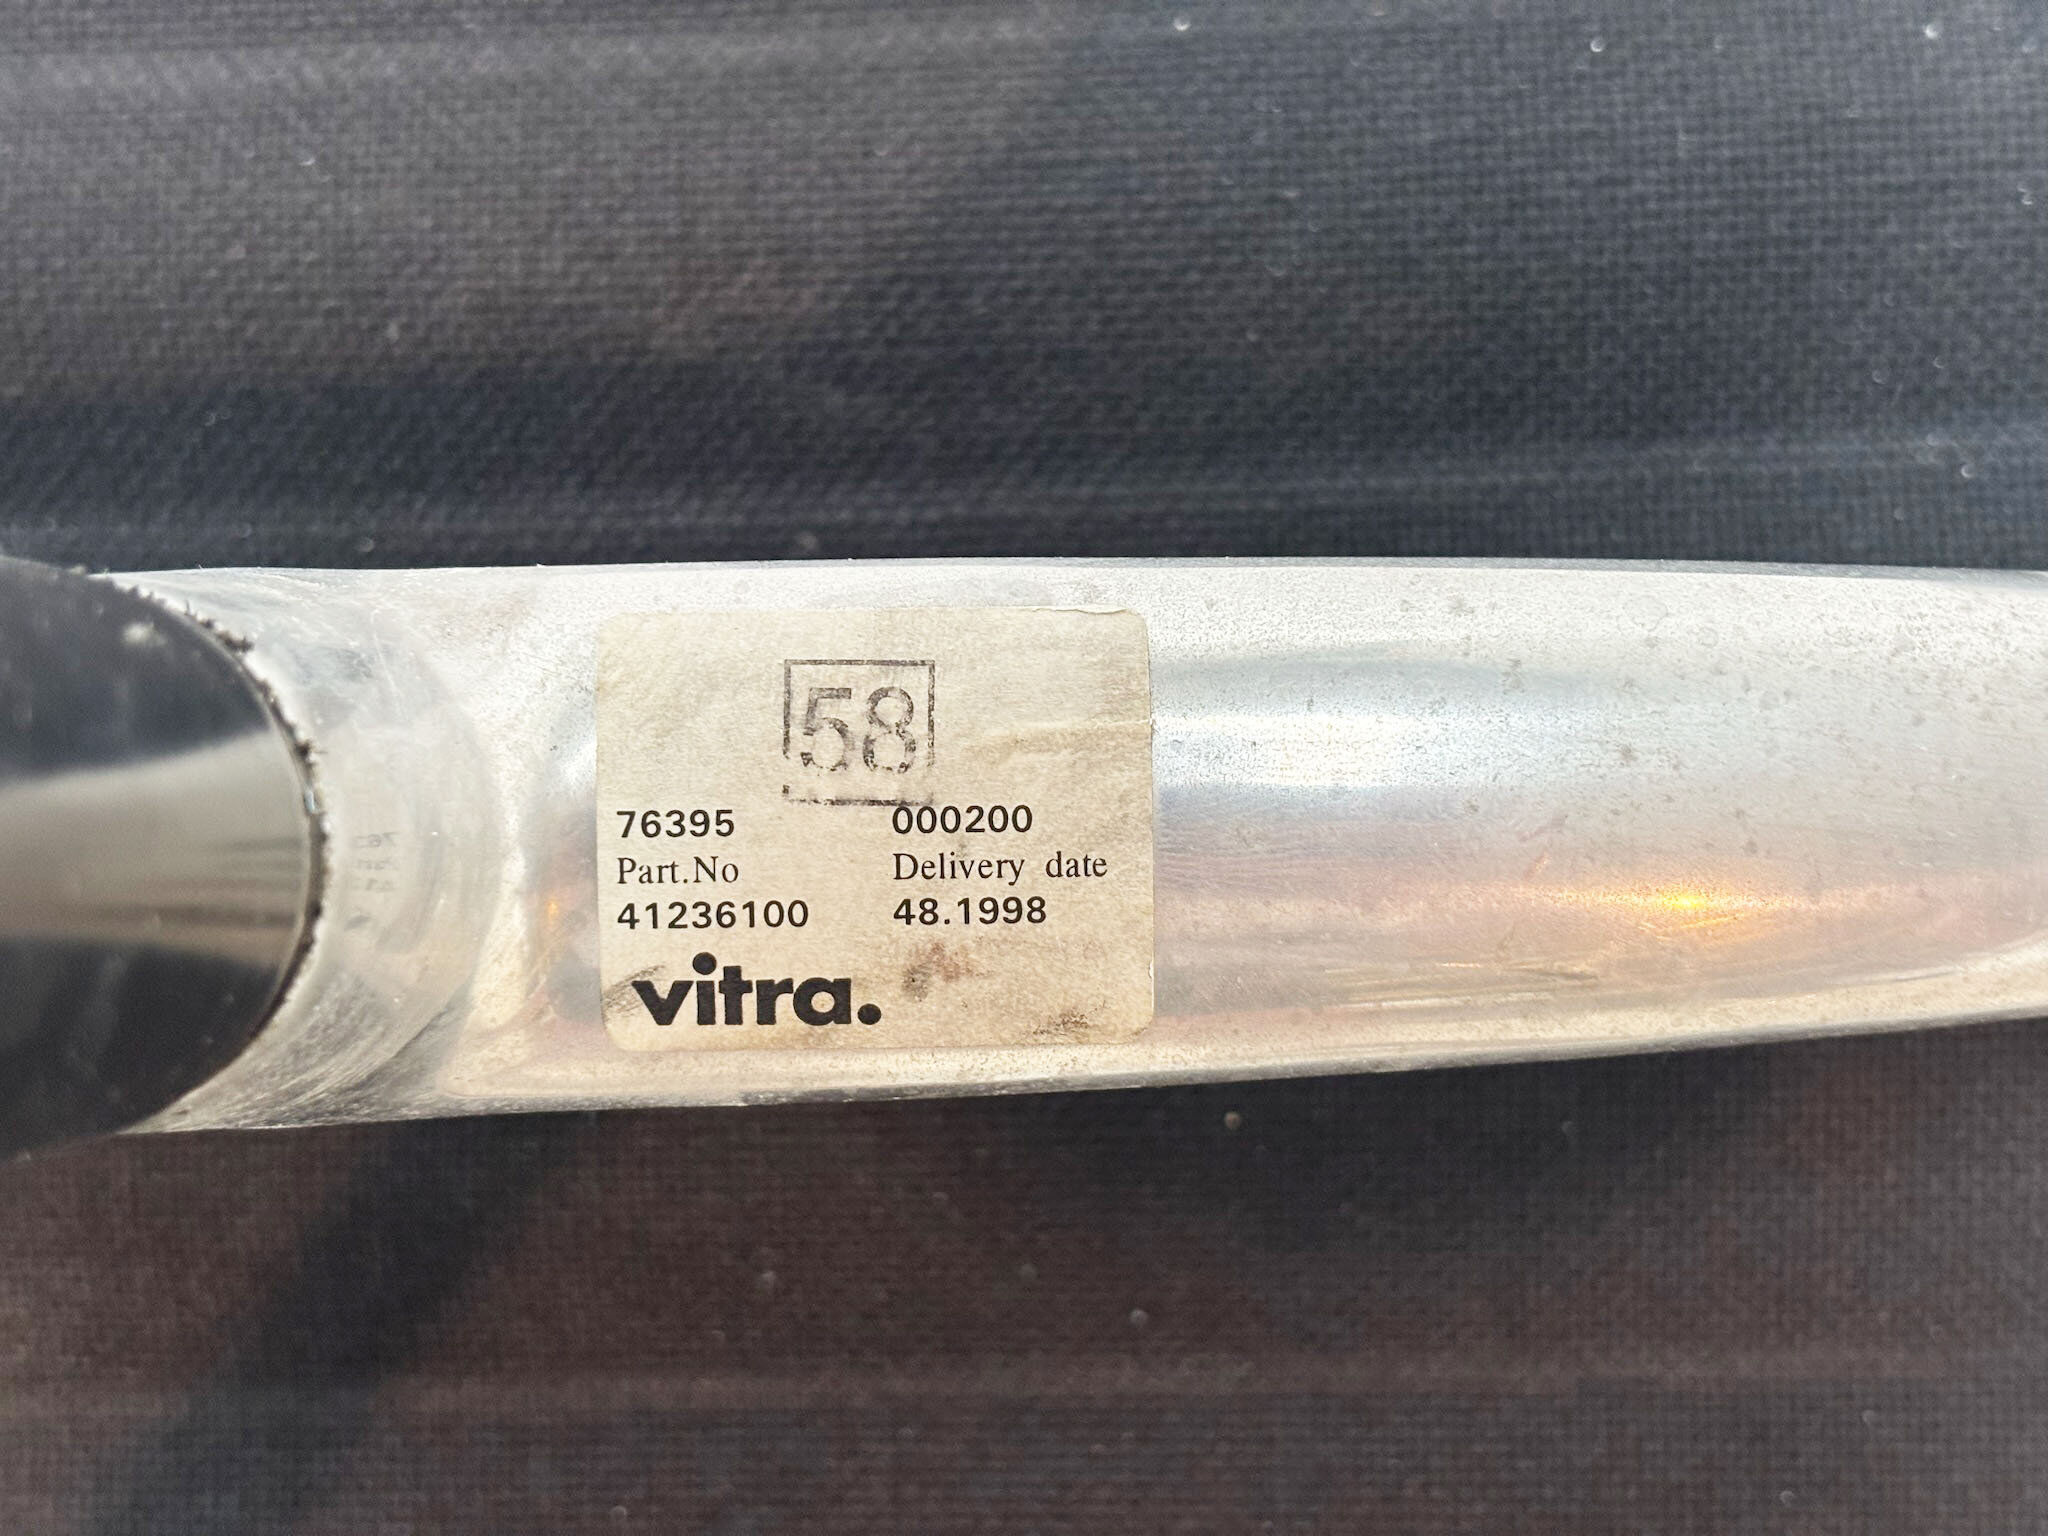 58
76395 000200
Part.No Delivery date
41236100 48.1998
vitra.